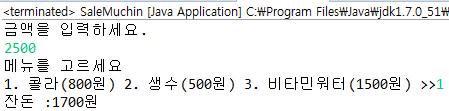 <terminated> SaleMuchin [Java Application] C:₩Program Files₩Java₩jdk1.7.0_51₩
금액을 입력하세요.
2500
메뉴를 고르세요
1. 콜라(800원) 2. 생수(500원) 3. 비타민워터(1500원) >>1
잔돈 :1700원